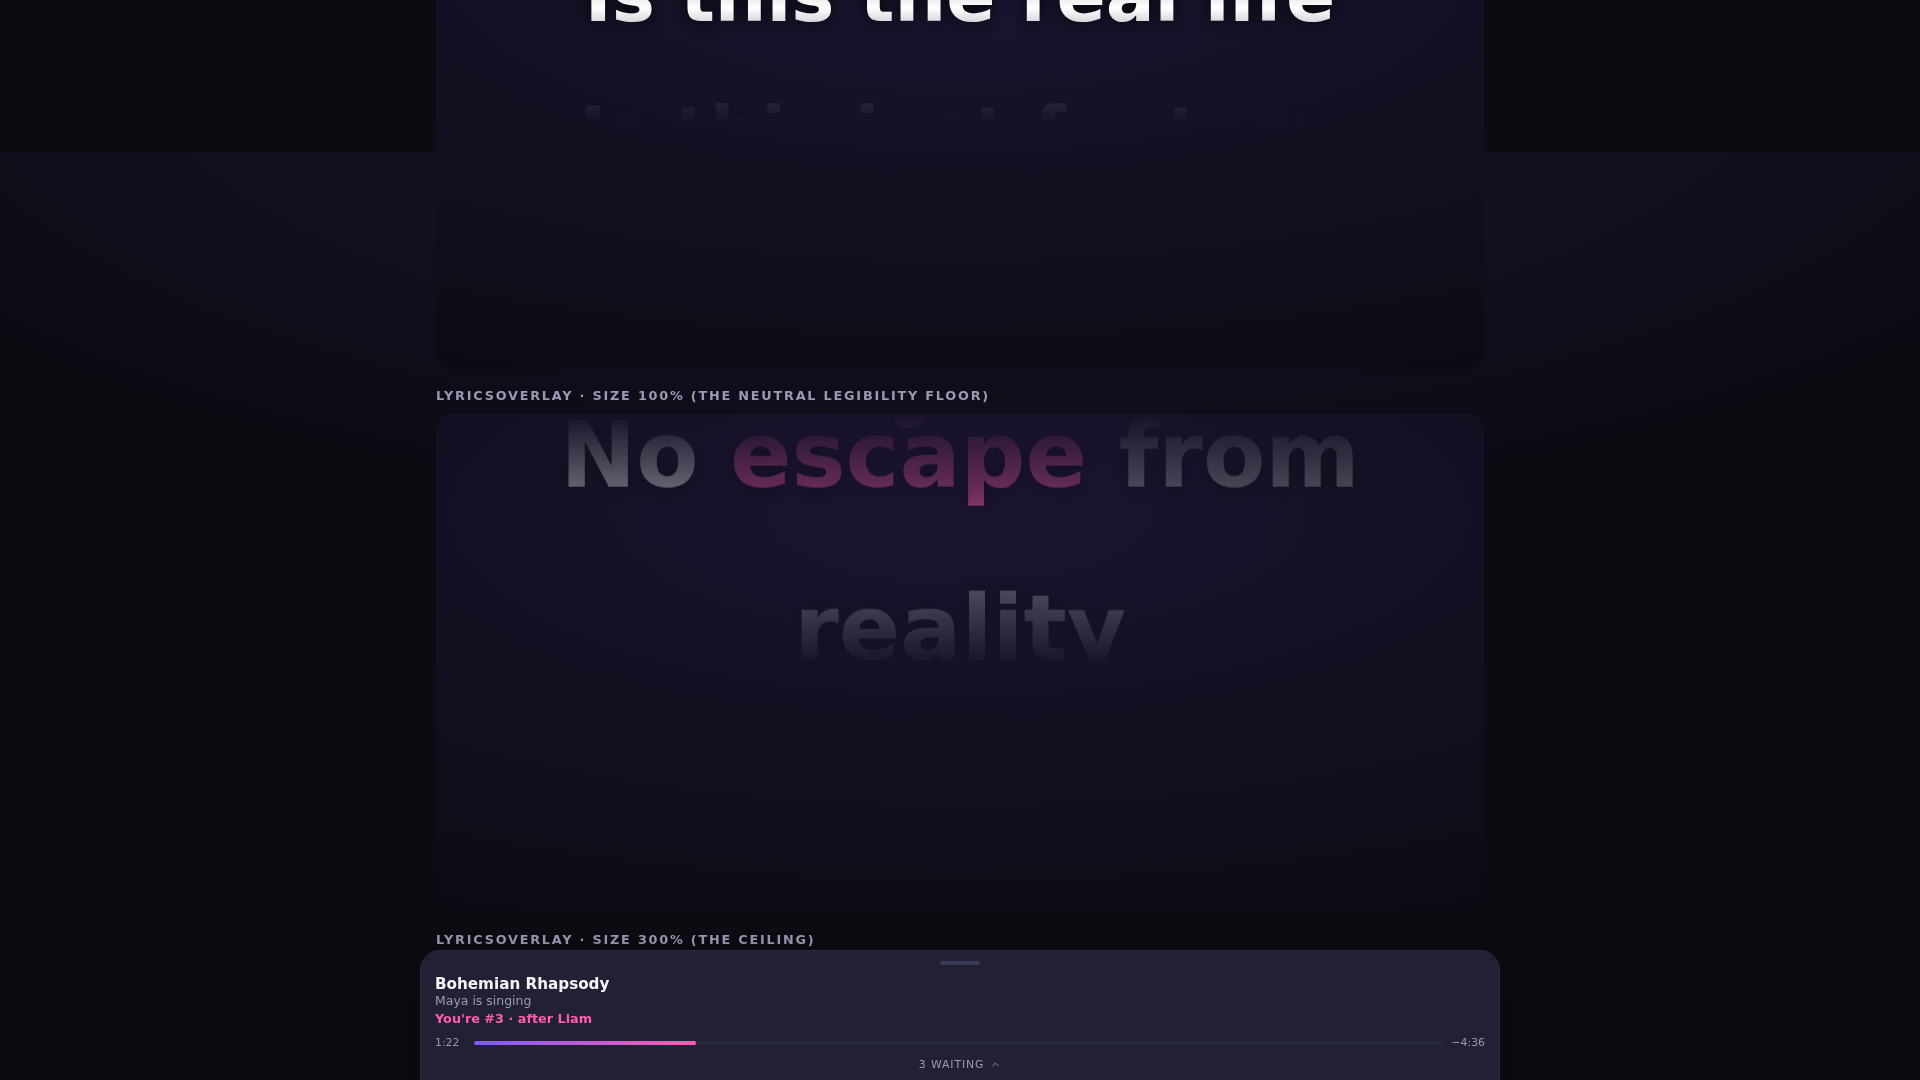 Is this the real life
LYRICSOVERLAY · SIZE 100% (THE NEUTRAL LEGIBILITY FLOOR)
No escape from
reality
LYRICSOVERLAY · SIZE 300% (THE CEILING)
Bohemian Rhapsody
Maya is singing
You're #3 · after Liam
1:22
−4:36
3 WAITING